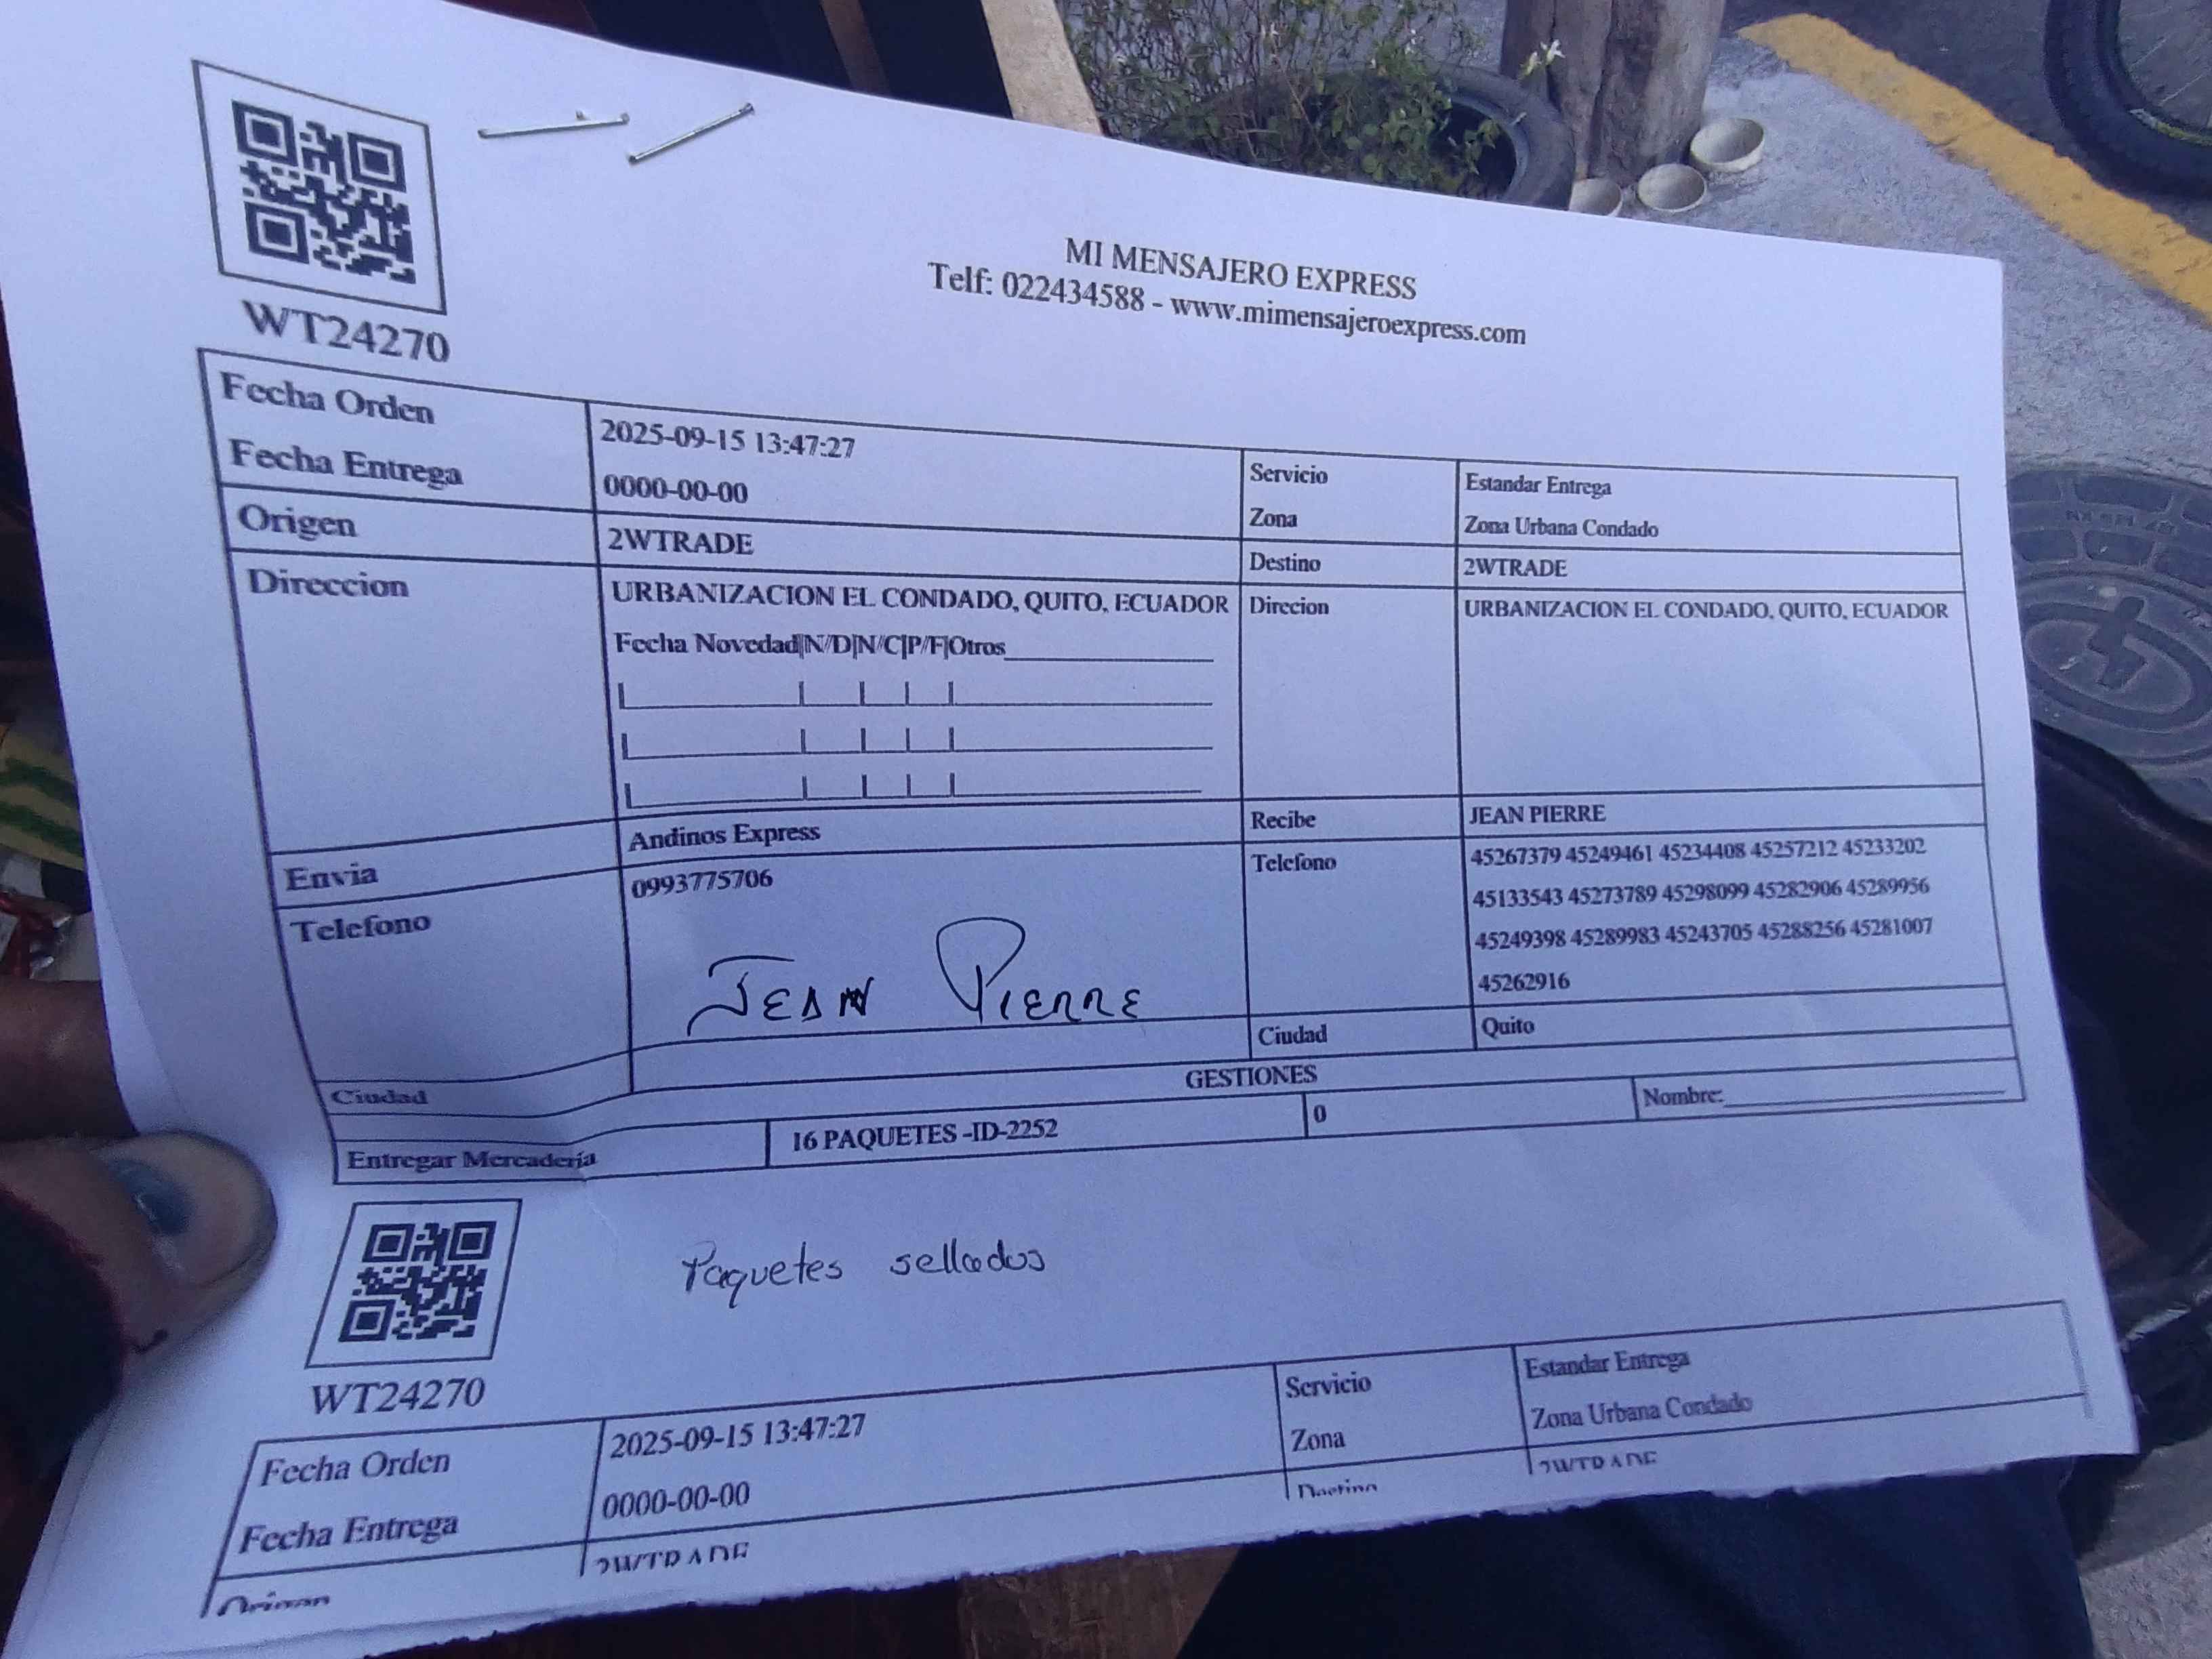 WT24270
MI MENSAJERO EXPRESS
Telf: 022434588 - www.mimensajeroexpress.com
Fecha Orden 2025-09-15 13:47:27 Servicio Estandar Entrega
Fecha Entrega 0000-00-00 Zona Zona Urbana Condado
Origen 2WTRADE Destino 2WTRADE
Direccion URBANIZACION EL CONDADO, QUITO, ECUADOR Direcion URBANIZACION EL CONDADO, QUITO, ECUADOR
Fecha Novedad|N/D|N/C|P/F|Otros
Envia Andinos Express Recibe JEAN PIERRE
Telefono 0993775706 Telefono 45267379 45249461 45234408 45257212 45233202
45133543 45273789 45298099 45282906 45289956
45249398 45289983 45243705 45288256 45281007
45262916
JEAN PIERRE
Ciudad Ciudad Quito
GESTIONES
Entregar Mercadería 16 PAQUETES -ID-2252 0 Nombre:
Paquetes sellados
WT24270
Fecha Orden 2025-09-15 13:47:27 Servicio Estandar Entrega
Fecha Entrega 0000-00-00 Zona Zona Urbana Condado
Origen 2WTRADE Destino 2WTRADE